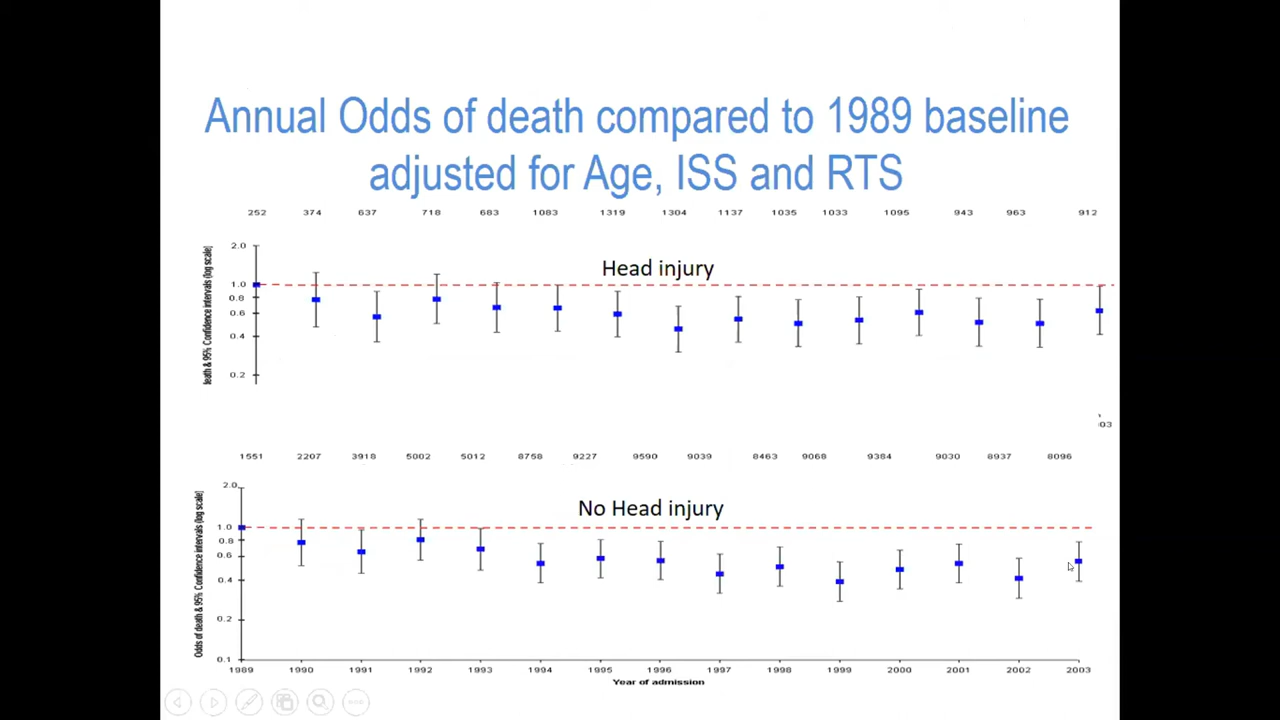 Annual Odds of death compared to 1989 baseline
adjusted for Age, ISS and RTS
252 374 637 718 683 1083 1319 1304 1137 1035 1033 1095 943 963 912
2.0
Head injury
1.0
0.8
0.6
0.4
0.2
death & 95% Confidence intervals (log scale)
03
1551 2207 3918 5002 5012 8758 9227 9590 9039 8463 9068 9384 9030 8937 8096
2.0
No Head injury
1.0
0.8
0.6
0.4
0.2
0.1
Odds of death & 95% Confidence intervals (log scale)
1989 1990 1991 1992 1993 1994 1995 1996 1997 1998 1999 2000 2001 2002 2003
Year of admission